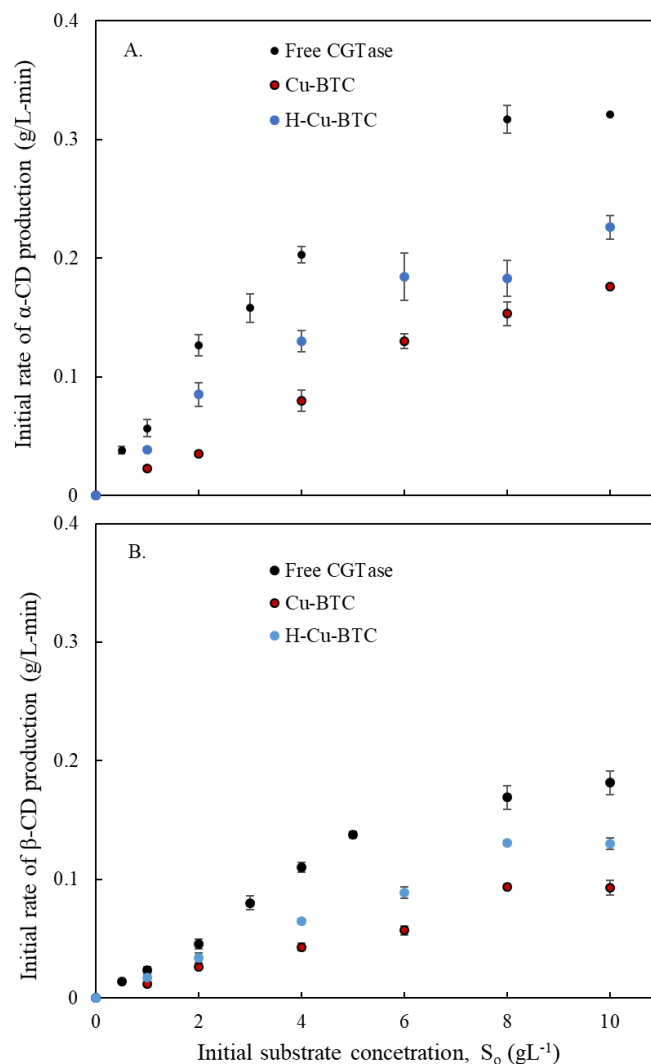 A.
Free CGTase
Cu-BTC
H-Cu-BTC
0.4
0.3
0.2
0.1
0
Initial rate of α-CD production (g/L-min)
B.
Free CGTase
Cu-BTC
H-Cu-BTC
0.4
0.3
0.2
0.1
0
Initial rate of β-CD production (g/L-min)
0 2 4 6 8 10
Initial substrate concetration, Sₒ (gL⁻¹)